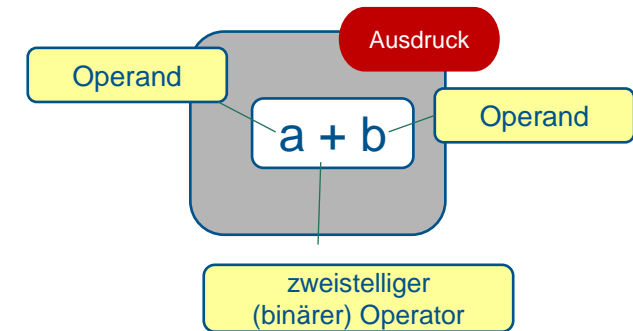 Ausdruck
Operand
a + b
Operand
zweistelliger
(binärer) Operator